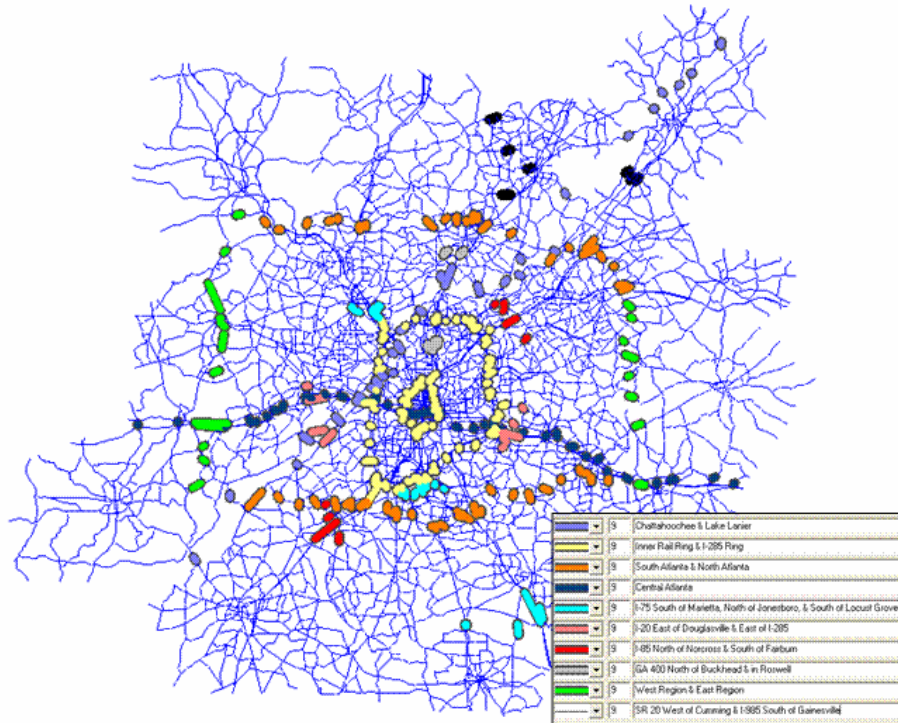 9 Chattahoochee & Lake Lanier
9 Inner Rail Ring & I-285 Ring
9 South Atlanta & North Atlanta
9 Central Atlanta
9 I-75 South of Marietta, North of Jonesboro, & South of Locust Grove
9 I-20 East of Douglasville & East of I-285
9 I-85 North of Norcross & South of Fairburn
9 GA 400 North of Buckhead & in Roswell
9 West Region & East Region
9 SR 20 West of Cumming & I-985 South of Gainesville